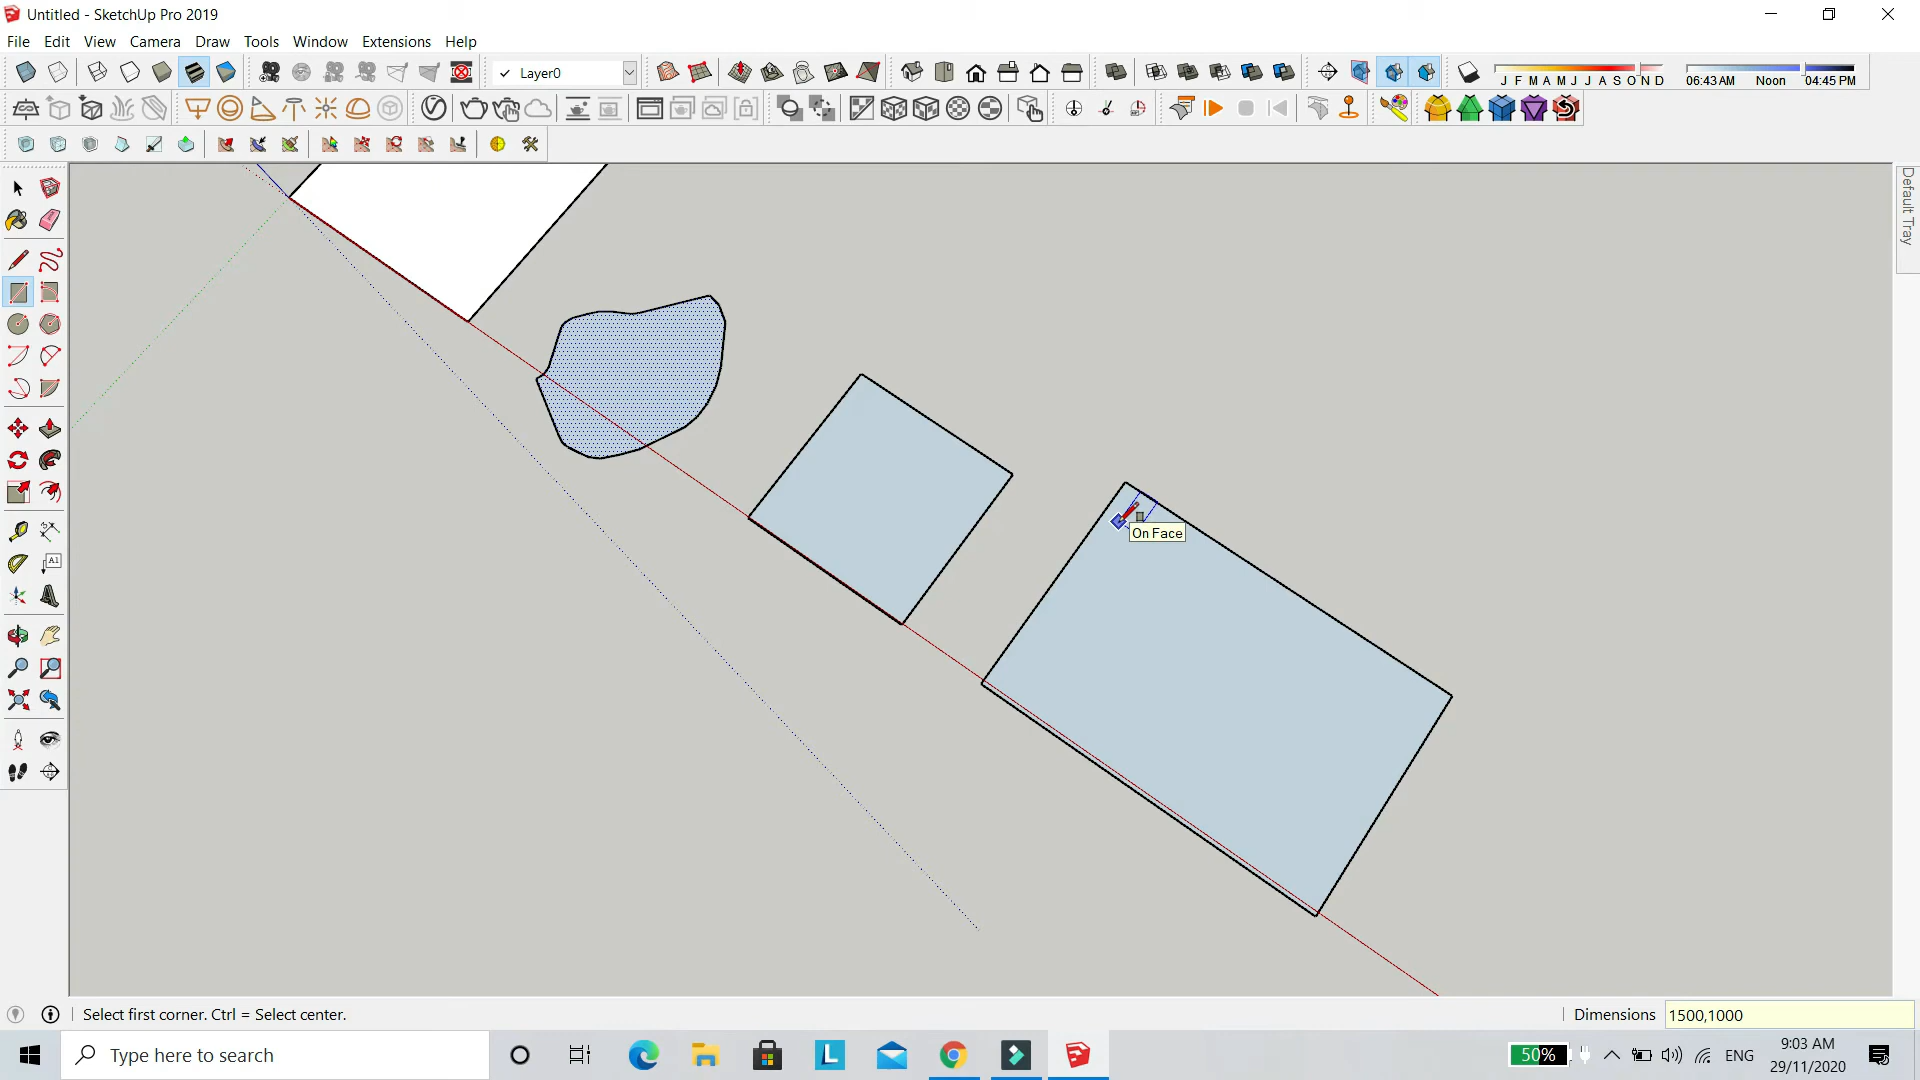 Untitled - SketchUp Pro 2019
File Edit View Camera Draw Tools Window Extensions Help
Layer0
J F M A M J J A S O N D
06:43 AM Noon 04:45 PM
Default Tray
A1
On Face
Select first corner. Ctrl = Select center.
Dimensions 1500,1000
Type here to search
L
50%
ENG
9:03 AM
29/11/2020